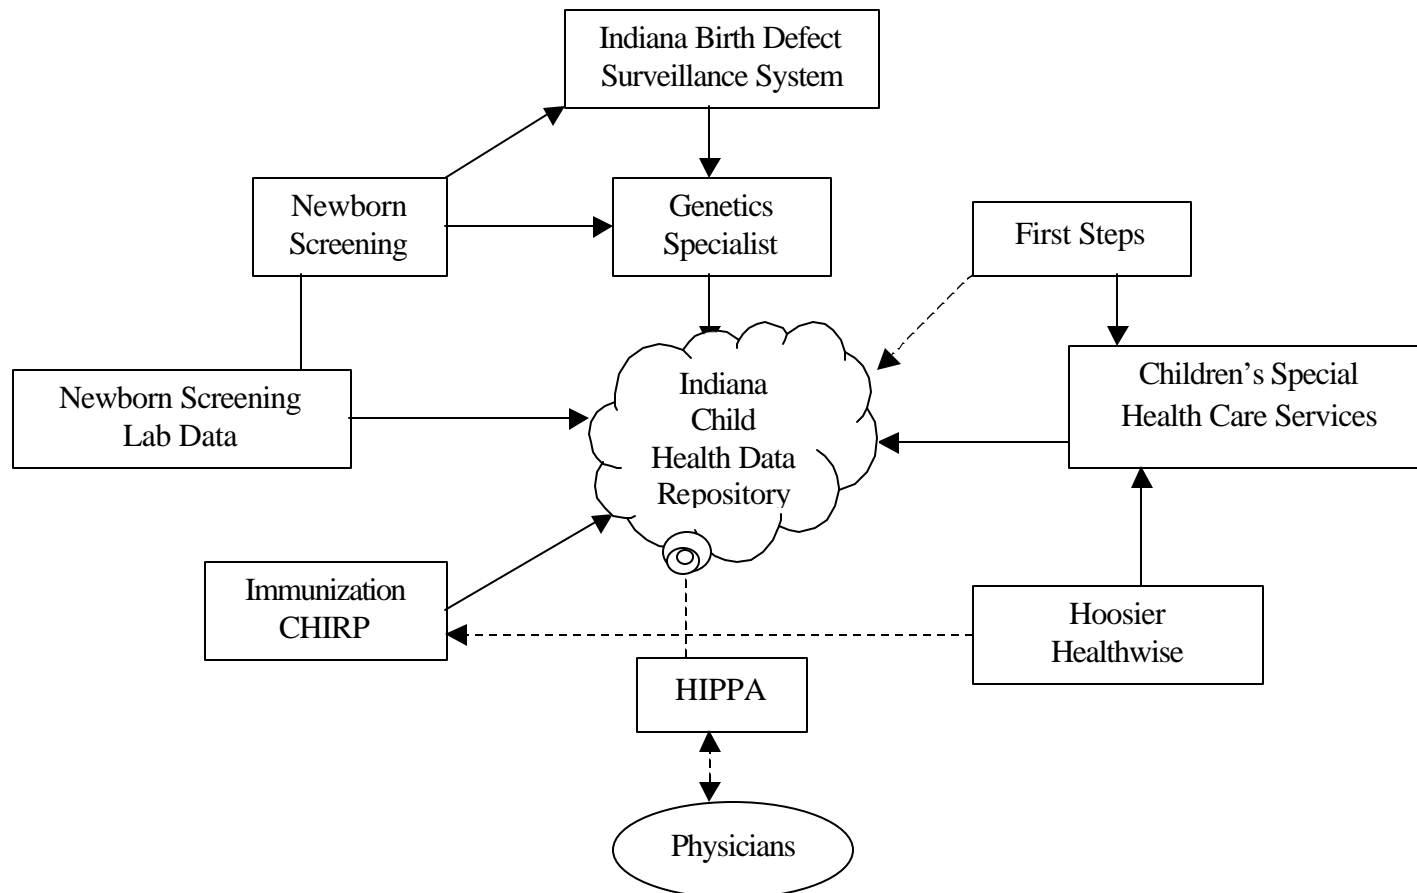 Indiana Birth Defect
Surveillance System
Newborn
Screening
Genetics
Specialist
First Steps
Newborn Screening
Lab Data
Indiana
Child
Health Data
Repository
Children’s Special
Health Care Services
Immunization
CHIRP
Hoosier
Healthwise
HIPPA
Physicians